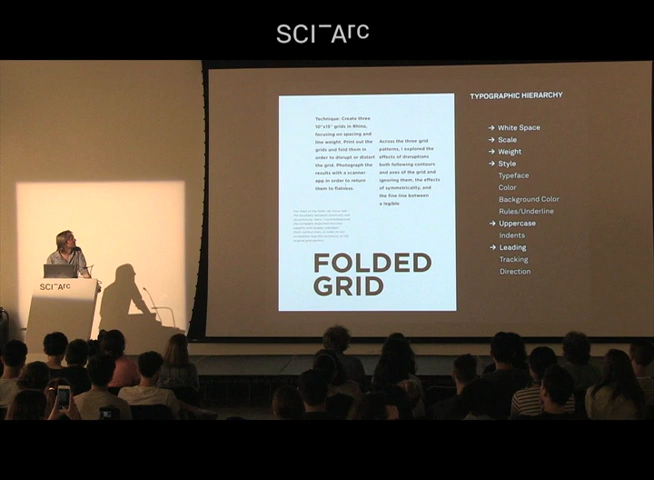 SCI-Arc
TYPOGRAPHIC HIERARCHY
→ White Space
→ Scale
→ Weight
→ Style
Typeface
Color
Background Color
Rules/Underline
→ Uppercase
Indents
→ Leading
Tracking
Direction
Technique: Create three
10"x15" grids in Rhino,
focusing on spacing and
line weight. Print out the
grids and fold them in
order to disrupt or distort
the grid. Photograph the
results with a scanner
app in order to return
them to flatness.
Across the three grid
patterns, I explored the
effects of disruptions
both following contours
and axes of the grid and
ignoring them, the effects
of symmetricality, and
the fine line between
a legible
FOLDED
GRID
SCI-Arc